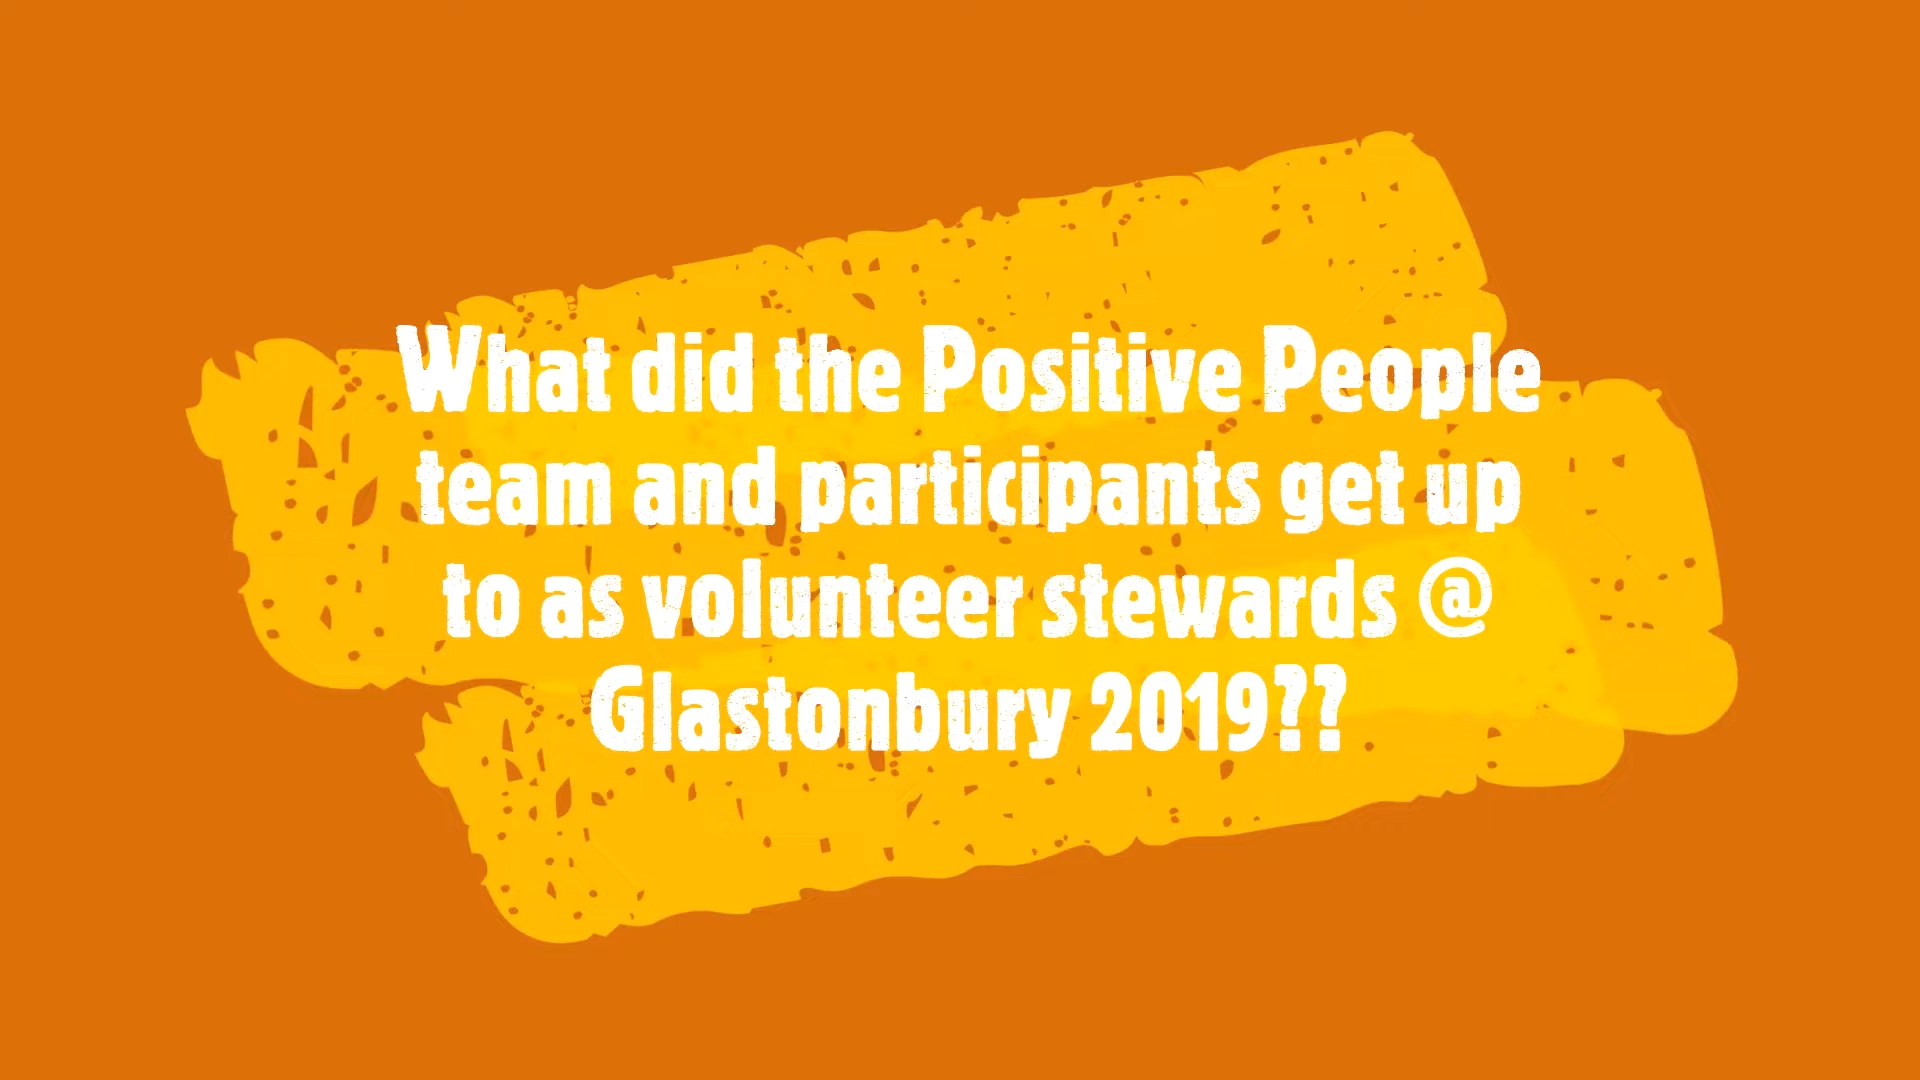 What did the Positive People
team and participants get up
to as volunteer stewards @
Glastonbury 2019??